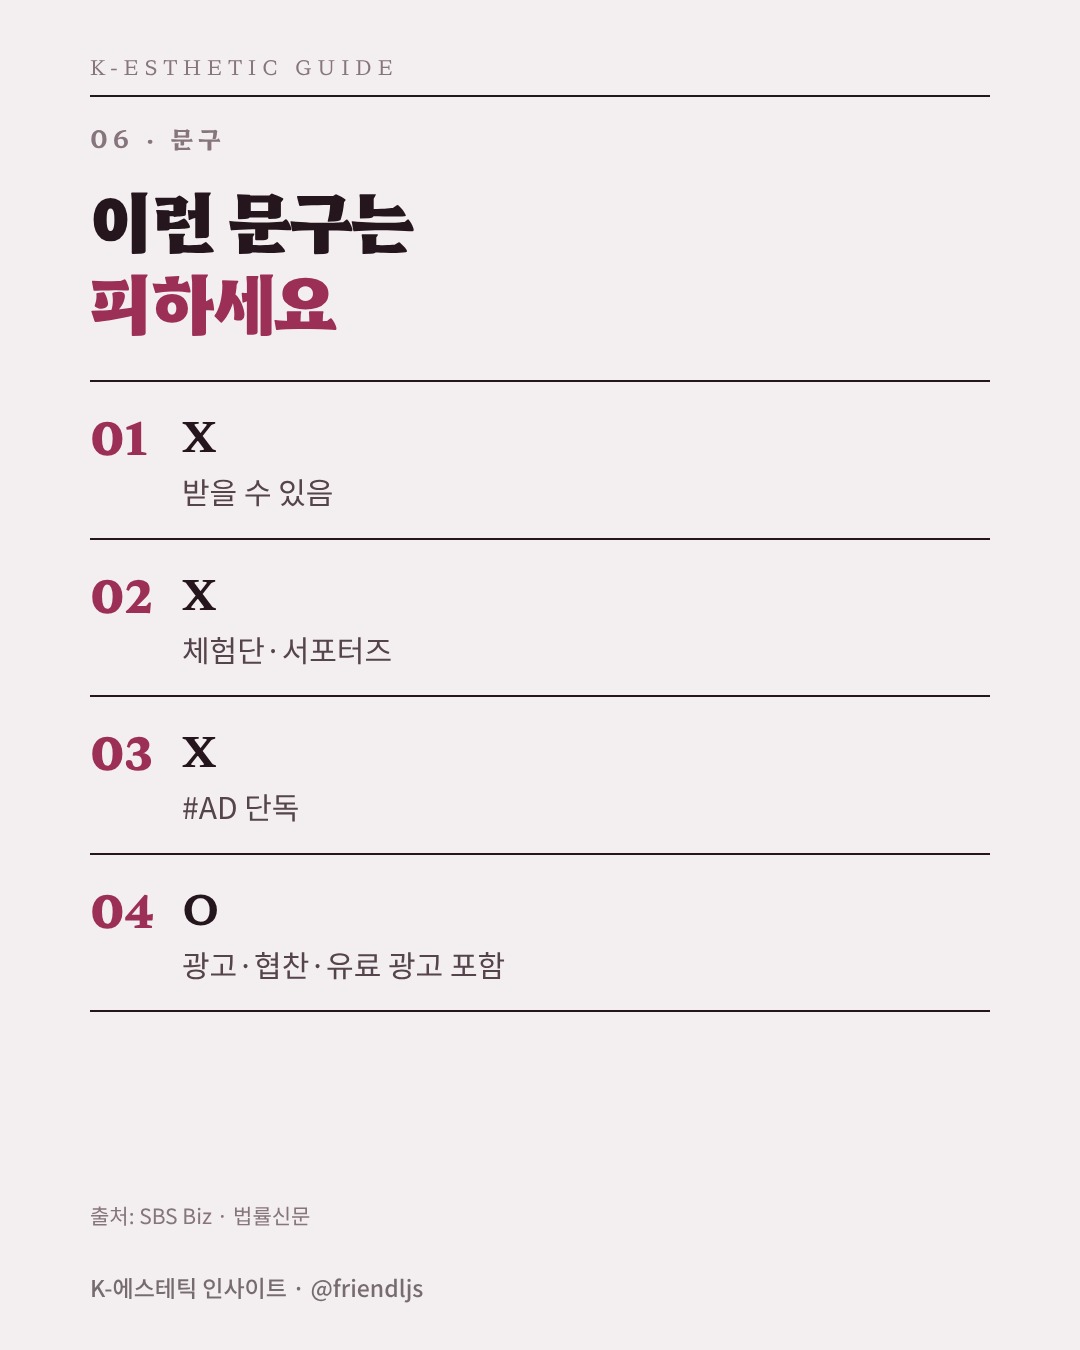 K-ESTHETIC GUIDE
06 · 문구
이런 문구는
피하세요
01 X
받을 수 있음
02 X
체험단·서포터즈
03 X
#AD 단독
04 O
광고·협찬·유료 광고 포함
출처: SBS Biz · 법률신문
K-에스테틱 인사이트 · @friendljs